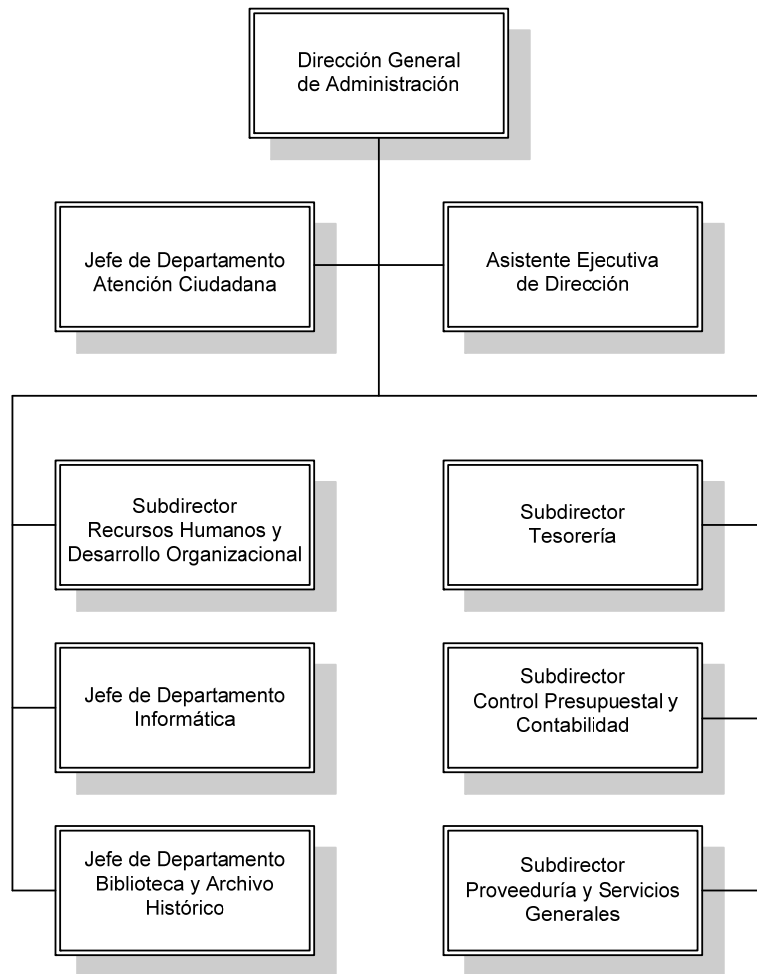 Dirección General
de Administración
Jefe de Departamento
Atención Ciudadana
Asistente Ejecutiva
de Dirección
Subdirector
Recursos Humanos y
Desarrollo Organizacional
Subdirector
Tesorería
Jefe de Departamento
Informática
Subdirector
Control Presupuestal y
Contabilidad
Jefe de Departamento
Biblioteca y Archivo
Histórico
Subdirector
Proveeduría y Servicios
Generales